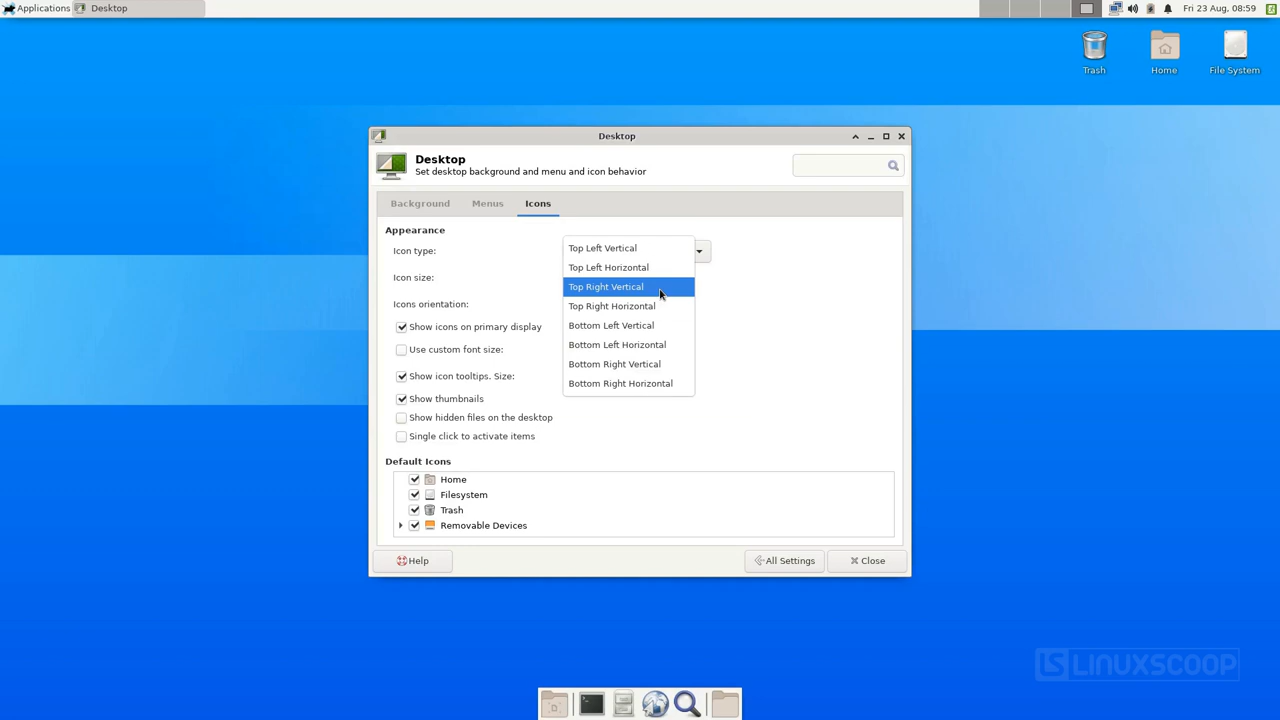 Applications
Desktop
Fri 23 Aug, 08:59
Trash
Home
File System
Desktop
Desktop
Set desktop background and menu and icon behavior
Background
Menus
Icons
Appearance
Icon type:
Icon size:
Icons orientation:
Top Left Vertical
Top Left Horizontal
Top Right Vertical
Top Right Horizontal
Bottom Left Vertical
Bottom Left Horizontal
Bottom Right Vertical
Bottom Right Horizontal
Show icons on primary display
Use custom font size:
Show icon tooltips. Size:
Show thumbnails
Show hidden files on the desktop
Single click to activate items
Default Icons
Home
Filesystem
Trash
Removable Devices
Help
All Settings
Close
LS LINUXSCOOP